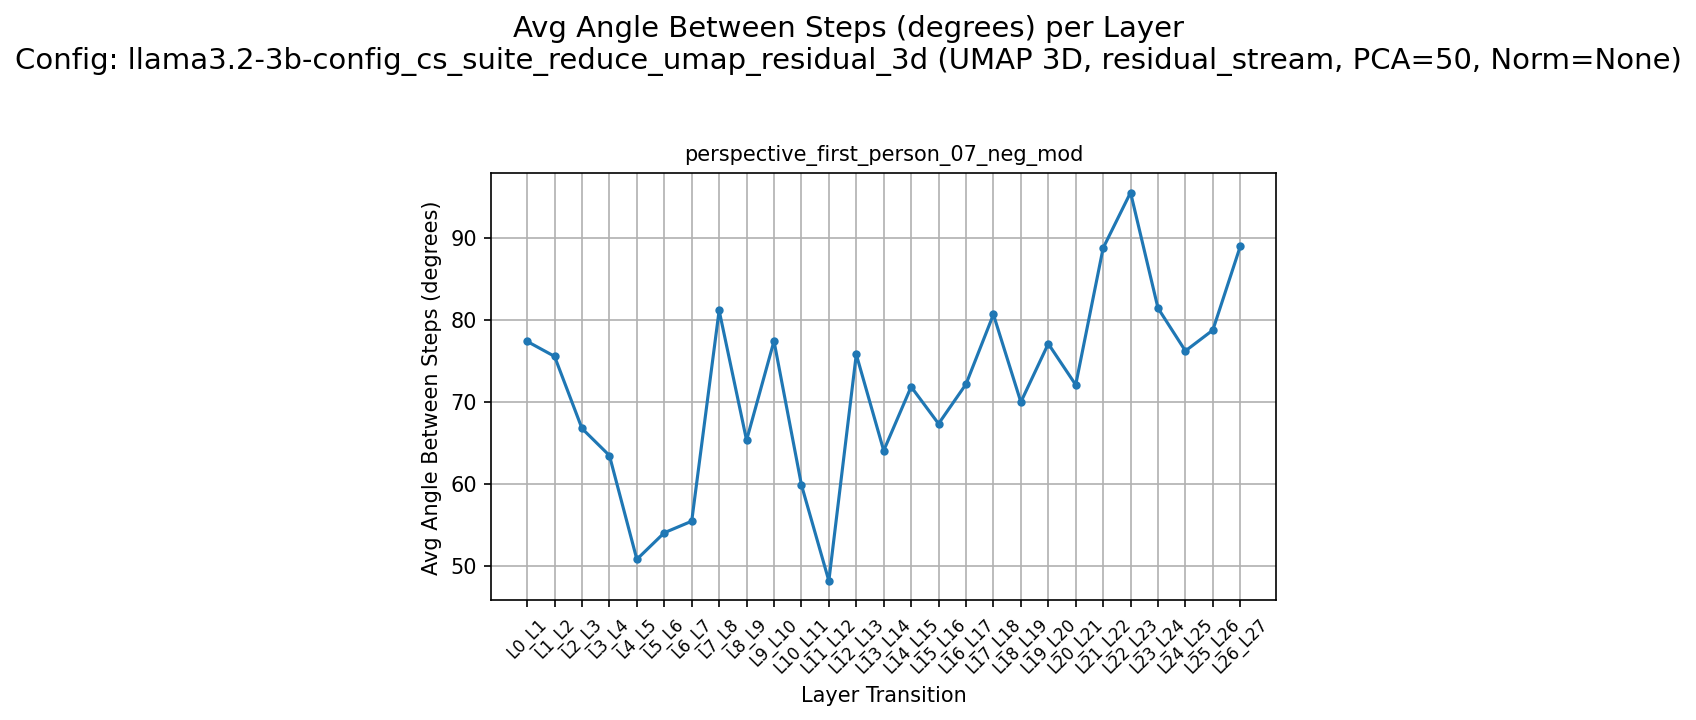 Avg Angle Between Steps (degrees) per Layer
Config: llama3.2-3b-config_cs_suite_reduce_umap_residual_3d (UMAP 3D, residual_stream, PCA=50, Norm=None)
perspective_first_person_07_neg_mod
Avg Angle Between Steps (degrees)
90
80
70
60
50
L0_L1
L1_L2
L2_L3
L3_L4
L4_L5
L5_L6
L6_L7
L7_L8
L8_L9
L9_L10
L10_L11
L11_L12
L12_L13
L13_L14
L14_L15
L15_L16
L16_L17
L17_L18
L18_L19
L19_L20
L20_L21
L21_L22
L22_L23
L23_L24
L24_L25
L25_L26
L26_L27
Layer Transition